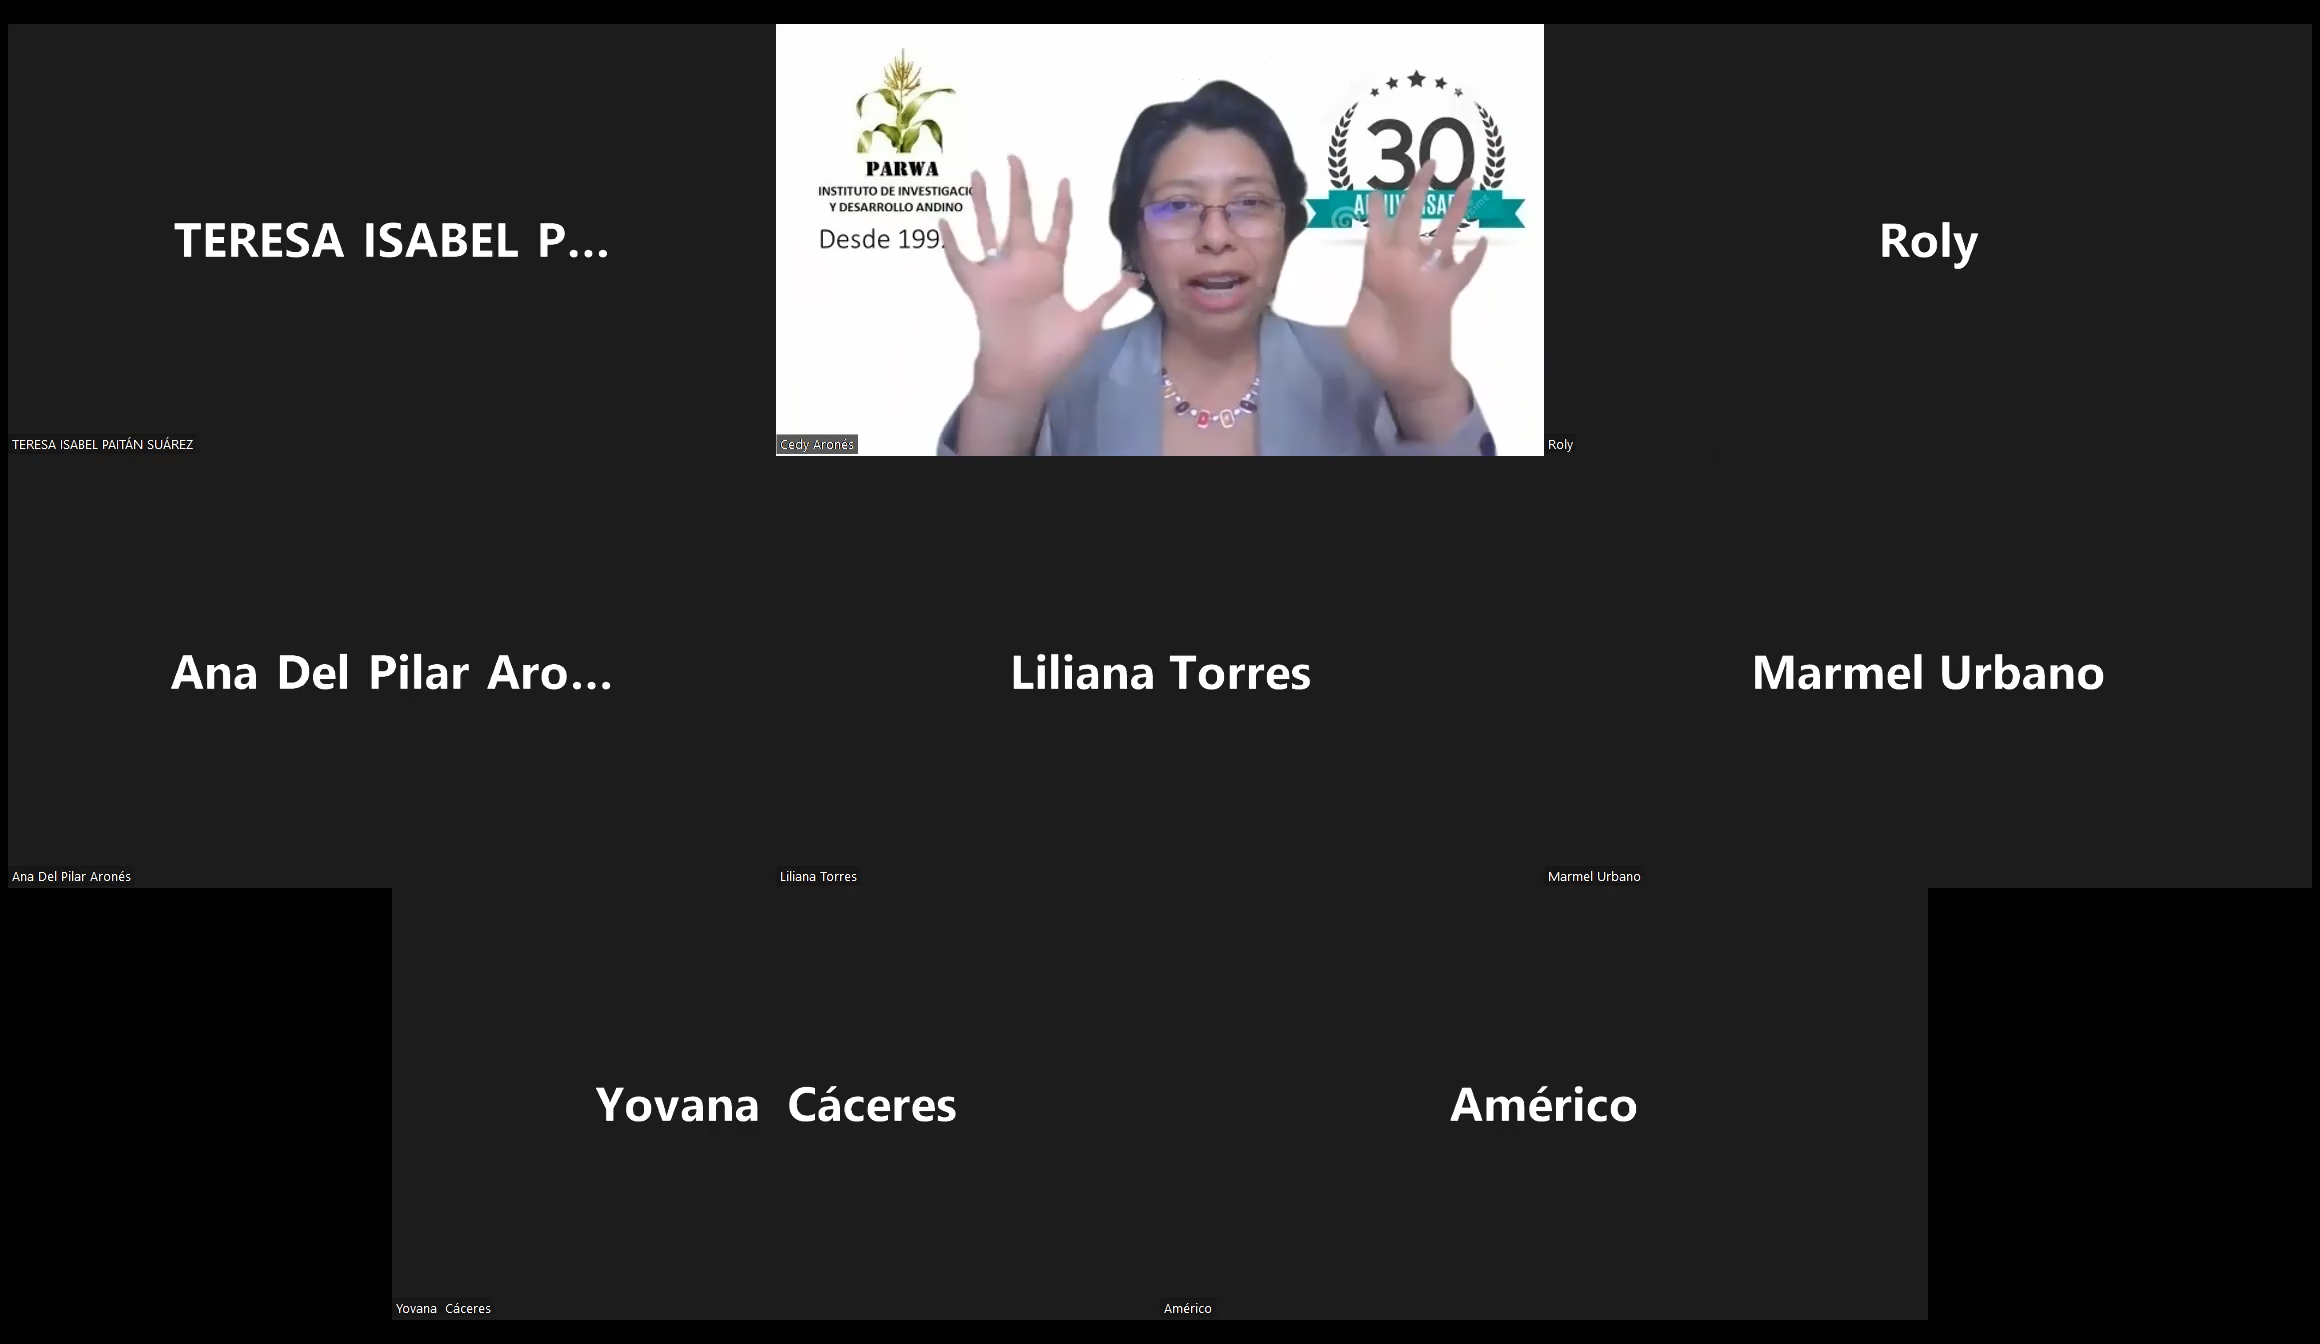 TERESA ISABEL P...
TERESA ISABEL PAITÁN SUÁREZ
PARWA
INSTITUTO DE INVESTIGACIÓ
Y DESARROLLO ANDINO
Desde 199
30
Cedy Aronés
Roly
Roly
Ana Del Pilar Aro...
Ana Del Pilar Aronés
Liliana Torres
Liliana Torres
Marmel Urbano
Marmel Urbano
Yovana Cáceres
Yovana Cáceres
Américo
Américo